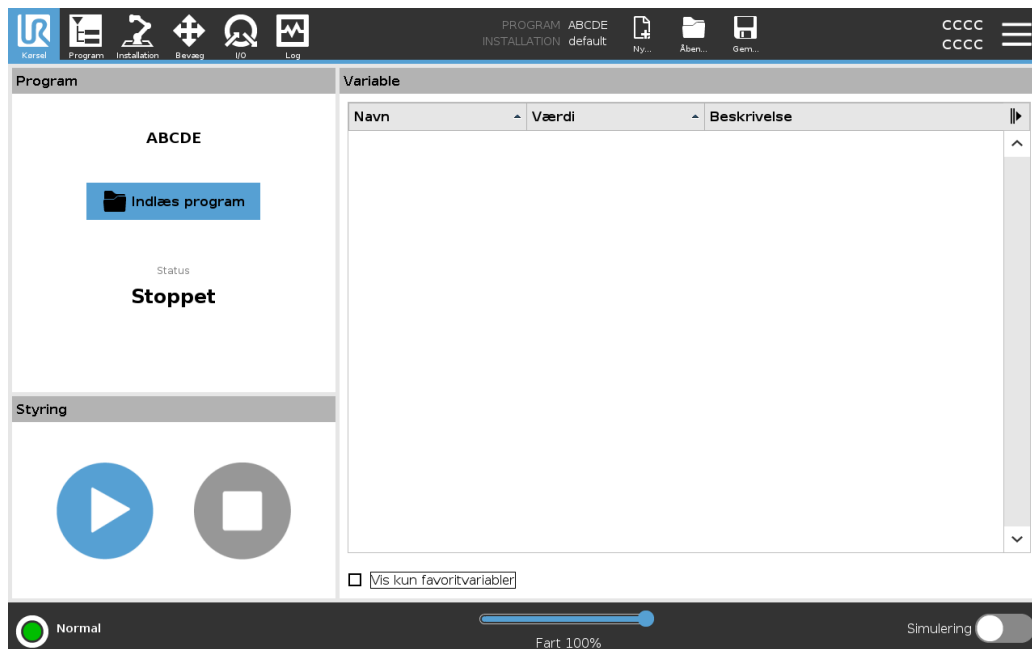 PROGRAM ABCDE
INSTALLATION default
CCCC
CCCC
Kørsel Program Installation Bevæg I/O Log Ny... Åben... Gem...
Program
ABCDE
Indlæs program
Status
Stoppet
Styring
Variable
Navn Værdi Beskrivelse
Vis kun favoritvariabler
Normal
Fart 100%
Simulering